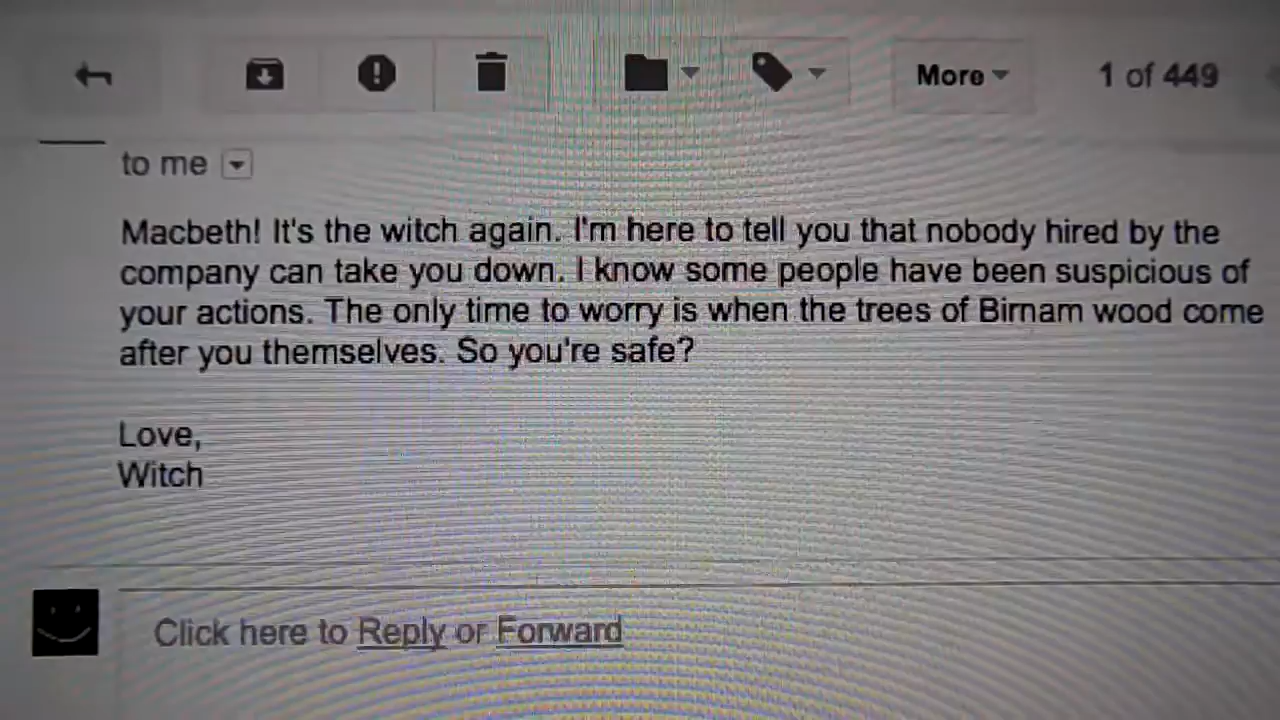 More
1 of 449
to me
Macbeth! It's the witch again. I'm here to tell you that nobody hired by the
company can take you down. I know some people have been suspicious of
your actions. The only time to worry is when the trees of Birnam wood come
after you themselves. So you're safe?
Love,
Witch
Click here to Reply or Forward